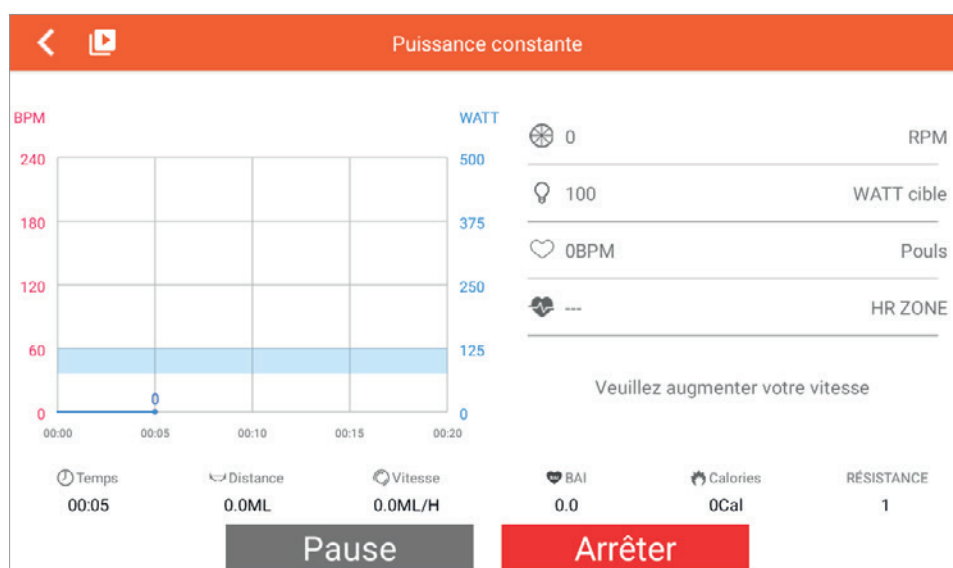 Puissance constante
BPM
WATT
240
500
180
375
120
250
60
125
0
0
0
00:00 00:05 00:10 00:15 00:20
0 RPM
100 WATT cible
0BPM Pouls
--- HR ZONE
Veuillez augmenter votre vitesse
Temps Distance Vitesse BAI Calories RÉSISTANCE
00:05 0.0ML 0.0ML/H 0.0 0Cal 1
Pause Arrêter